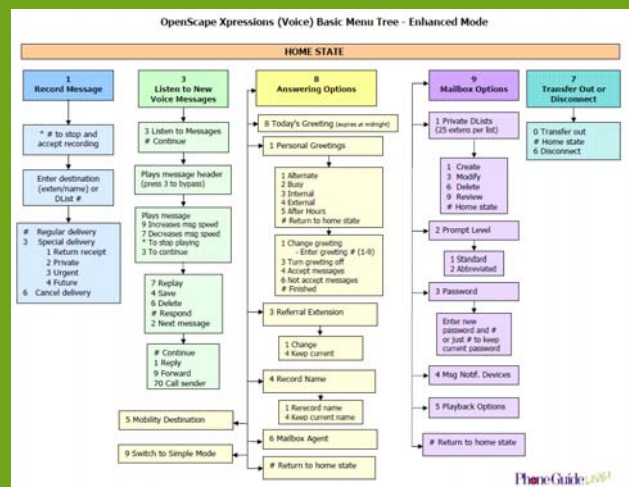 OpenScape Xpressions (Voice) Basic Menu Tree - Enhanced Mode
HOME STATE
1
Record Message
* # to stop and
accept recording
Enter destination
(exten/name) or
DList #
# Regular delivery
3 Special delivery
1 Return receipt
2 Private
3 Urgent
4 Future
6 Cancel delivery
3
Listen to New
Voice Messages
3 Listen to Messages
# Continue
Plays message header
(press 3 to bypass)
Plays message
9 Increases msg speed
7 Decreases msg speed
* To stop playing
3 To continue
7 Replay
4 Save
6 Delete
# Respond
2 Next message
# Continue
1 Reply
9 Forward
70 Call sender
8
Answering Options
8 Today's Greeting (expires at midnight)
1 Personal Greetings
1 Alternate
2 Busy
3 Internal
4 External
5 After Hours
# Return to home state
1 Change greeting
- Enter greeting # (1-9)
3 Turn greeting off
4 Accept messages
6 Not accept messages
# Finished
3 Referral Extension
1 Change
4 Keep current
4 Record Name
1 Rerecord name
4 Keep current name
5 Mobility Destination
6 Mailbox Agent
9 Switch to Simple Mode
# Return to home state
9
Mailbox Options
1 Private DLists
(25 extens per list)
1 Create
3 Modify
6 Delete
9 Review
# Home state
2 Prompt Level
1 Standard
2 Abbreviated
3 Password
Enter new
password and #
or just # to keep
current password
4 Msg Notif. Devices
5 Playback Options
# Return to home state
7
Transfer Out or
Disconnect
0 Transfer out
# Home state
6 Disconnect
PhoneGuide LIVE!